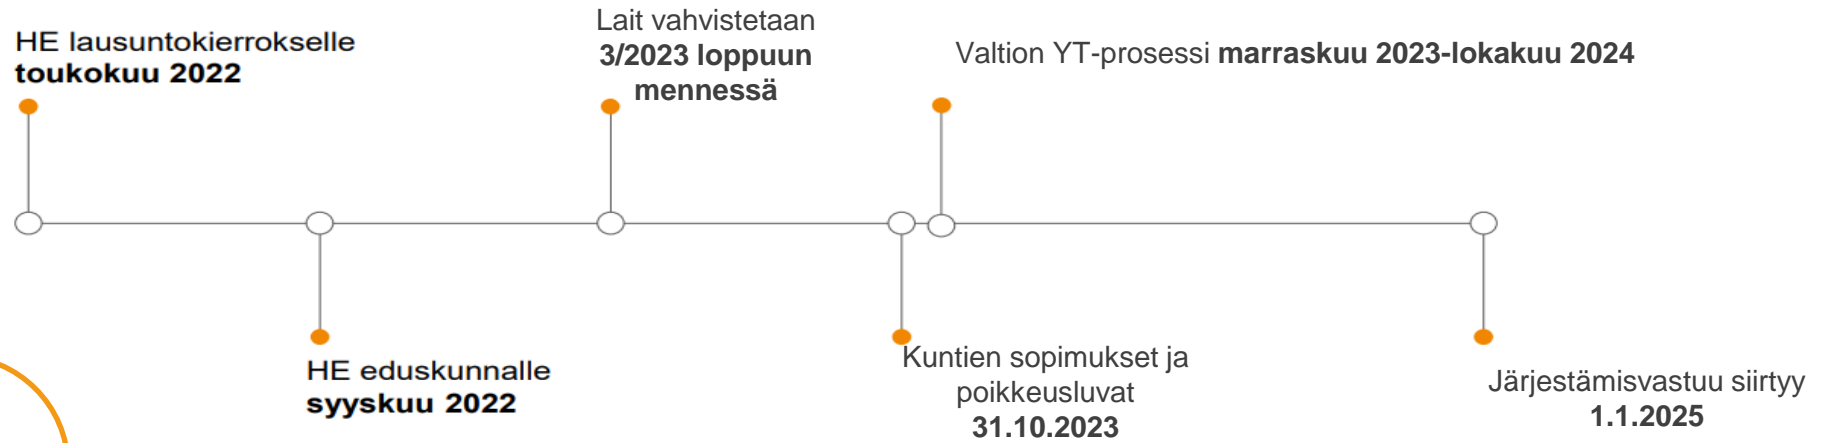 HE lausuntokierrokselle
toukokuu 2022
Lait vahvistetaan
3/2023 loppuun
mennessä
Valtion YT-prosessi marraskuu 2023-lokakuu 2024
HE eduskunnalle
syyskuu 2022
Kuntien sopimukset ja
poikkeusluvat
31.10.2023
Järjestämisvastuu siirtyy
1.1.2025